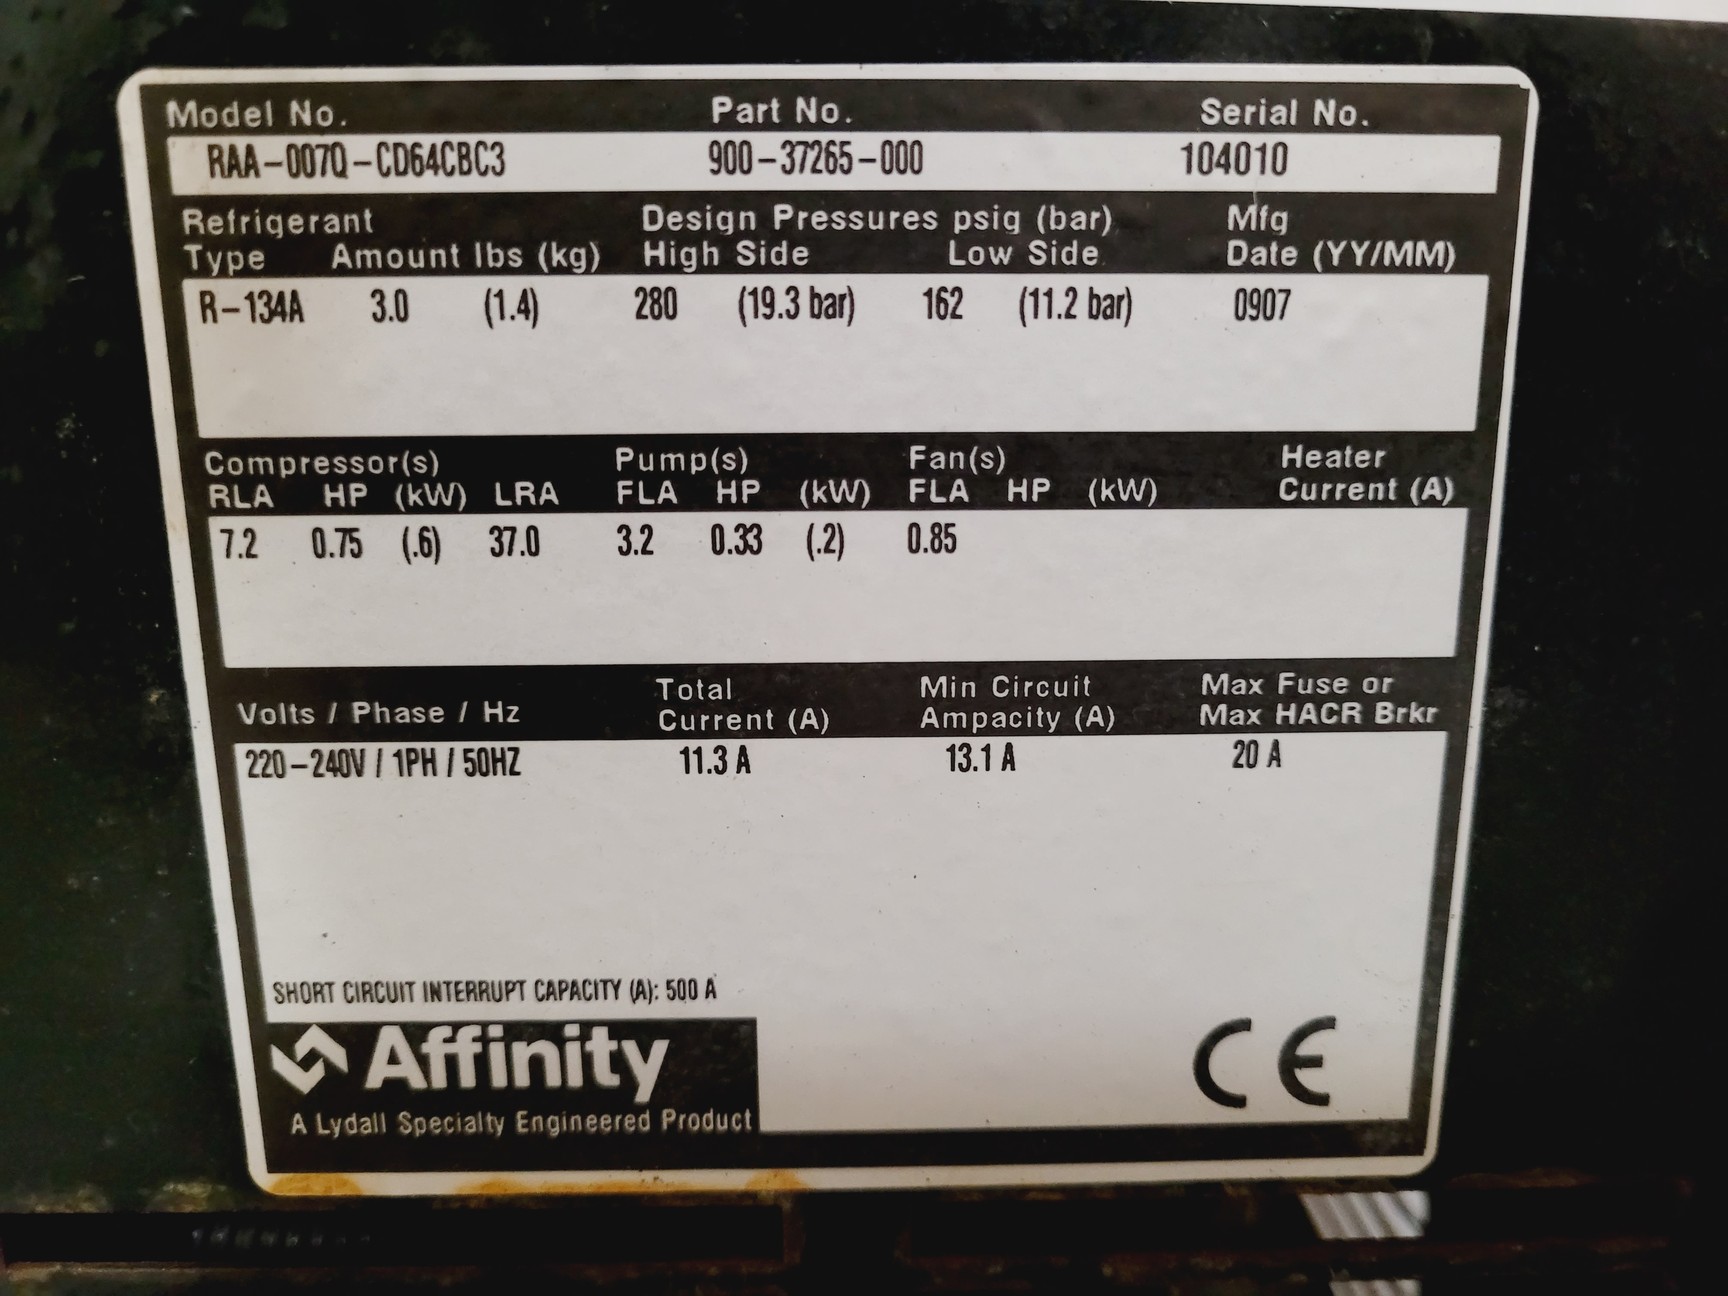 Model No. Part No. Serial No.
RAA-007Q-CD64CBC3 900-37265-000 104010
Refrigerant Design Pressures psig (bar) Mfg
Type Amount lbs (kg) High Side Low Side Date (YY/MM)
R-134A 3.0 (1.4) 280 (19.3 bar) 162 (11.2 bar) 0907
Compressor(s) Pump(s) Fan(s) Heater
RLA HP (kW) LRA FLA HP (kW) FLA HP (kW) Current (A)
7.2 0.75 (.6) 37.0 3.2 0.33 (.2) 0.85
Total Min Circuit Max Fuse or
Volts / Phase / Hz Current (A) Ampacity (A) Max HACR Brkr
220-240V / 1PH / 50HZ 11.3 A 13.1 A 20 A
SHORT CIRCUIT INTERRUPT CAPACITY (A): 500 A
Affinity
A Lydall Specialty Engineered Product
CE